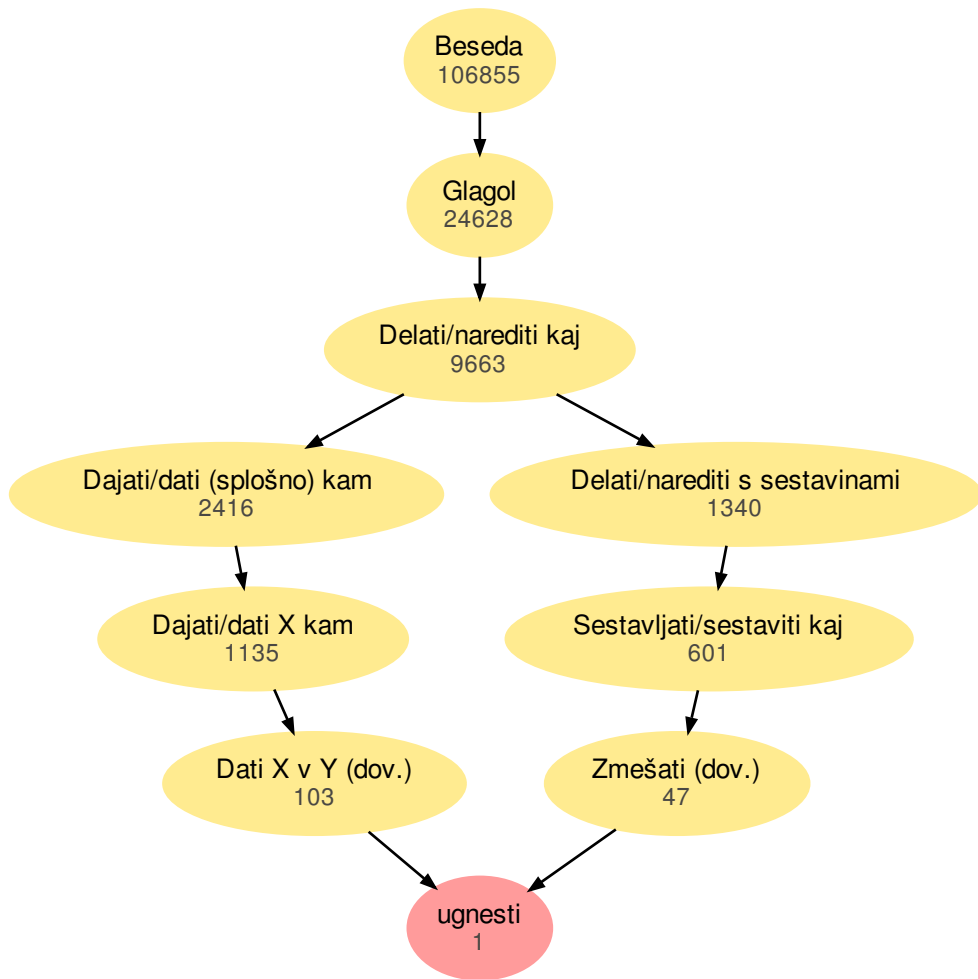 Beseda
106855
Glagol
24628
Delati/narediti kaj
9663
Dajati/dati (splošno) kam
2416
Delati/narediti s sestavinami
1340
Dajati/dati X kam
1135
Sestavljati/sestaviti kaj
601
Dati X v Y (dov.)
103
Zmešati (dov.)
47
ugnesti
1